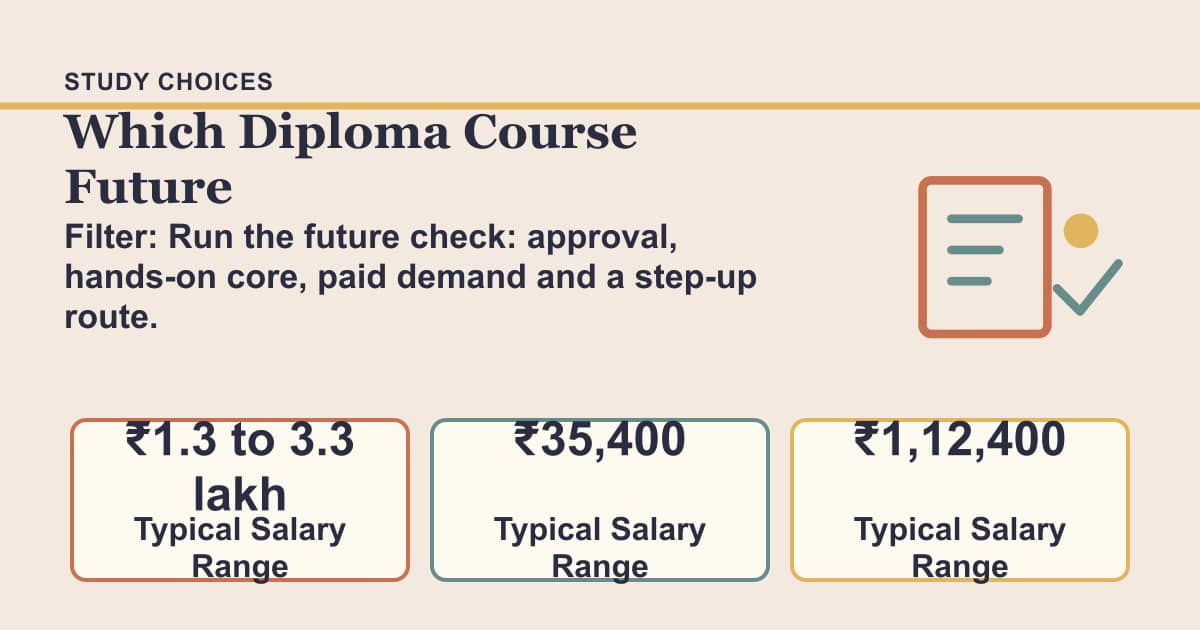 STUDY CHOICES
Which Diploma Course
Future
Filter: Run the future check: approval,
hands-on core, paid demand and a step-up
route.
₹1.3 to 3.3
lakh
Typical Salary
Range
₹35,400
Typical Salary
Range
₹1,12,400
Typical Salary
Range